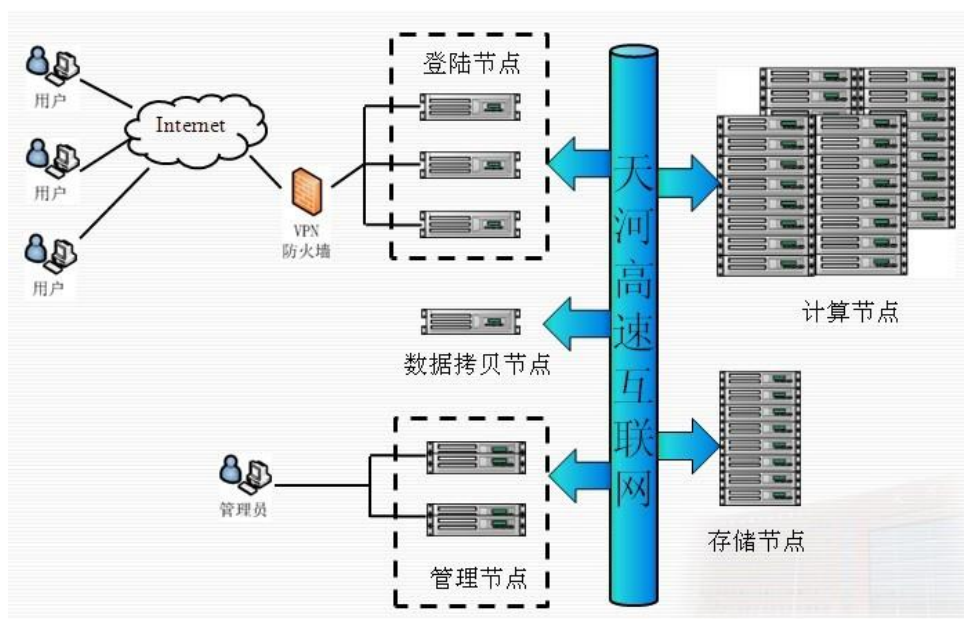 用户
用户
用户
Internet
VPN
防火墙
登陆节点
数据拷贝节点
管理员
管理节点
天河高速互联网
计算节点
存储节点